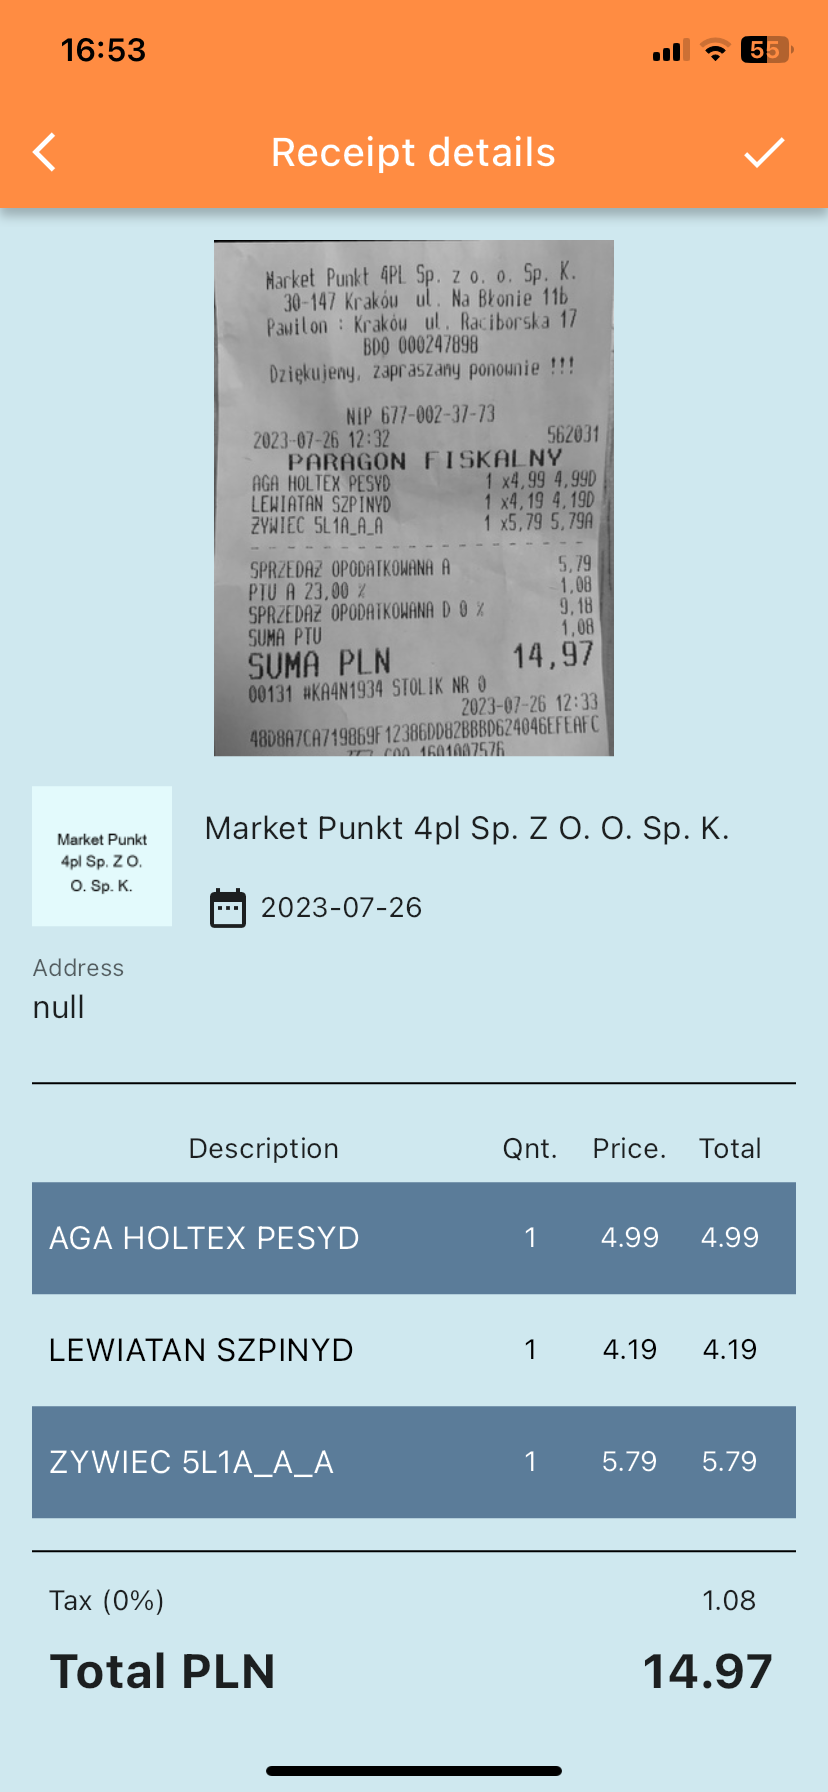 16:53
55
Receipt details
Market Punkt 4PL Sp. z o. o. Sp. K.
30-147 Kraków ul. Na Błonie 11b
Pawilon : Kraków ul. Raciborska 17
BDO 000247898
Dziękujemy, zapraszamy ponownie !!!
NIP 677-002-37-73
2023-07-26 12:32 562031
PARAGON FISKALNY
AGA HOLTEX PESYD 1 x4,99 4,99D
LEWIATAN SZPINYD 1 x4,19 4,19D
ZYWIEC 5L1A_A_A 1 x5,79 5,79A
SPRZEDAŻ OPODATKOWANA A 5,79
PTU A 23,00 % 1,08
SPRZEDAŻ OPODATKOWANA D 0 % 9,18
SUMA PTU 1,08
SUMA PLN 14,97
00131 #KA4N1934 STOLIK NR 0
2023-07-26 12:33
48D8A7CA719869F12386DD82BBBD624046EFEAFC
1601007576
Market Punkt
4pl Sp. Z O.
O. Sp. K.
Market Punkt 4pl Sp. Z O. O. Sp. K.
2023-07-26
Address
null
Description Qnt. Price. Total
AGA HOLTEX PESYD 1 4.99 4.99
LEWIATAN SZPINYD 1 4.19 4.19
ZYWIEC 5L1A_A_A 1 5.79 5.79
Tax (0%) 1.08
Total PLN 14.97